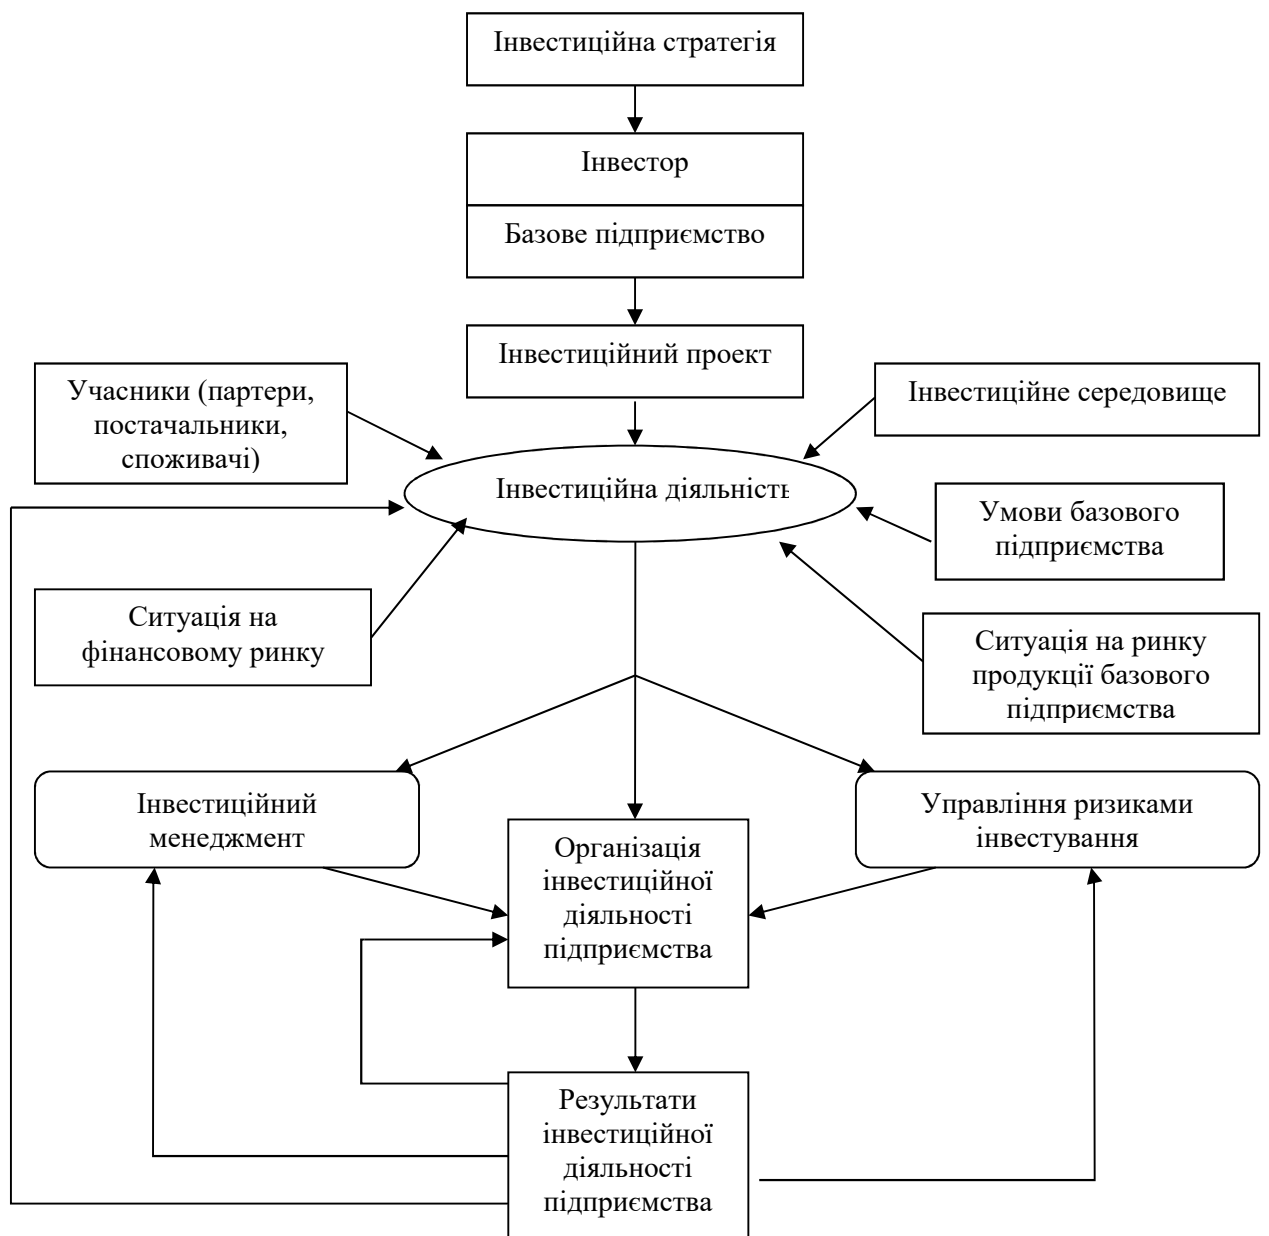 Інвестиційна стратегія
Інвестор
Базове підприємство
Інвестиційний проект
Учасники (партери,
постачальники,
споживачі)
Інвестиційне середовище
Інвестиційна діяльність
Умови базового
підприємства
Ситуація на
фінансовому ринку
Ситуація на ринку
продукції базового
підприємства
Інвестиційний
менеджмент
Управління ризиками
інвестування
Організація
інвестиційної
діяльності
підприємства
Результати
інвестиційної
діяльності
підприємства